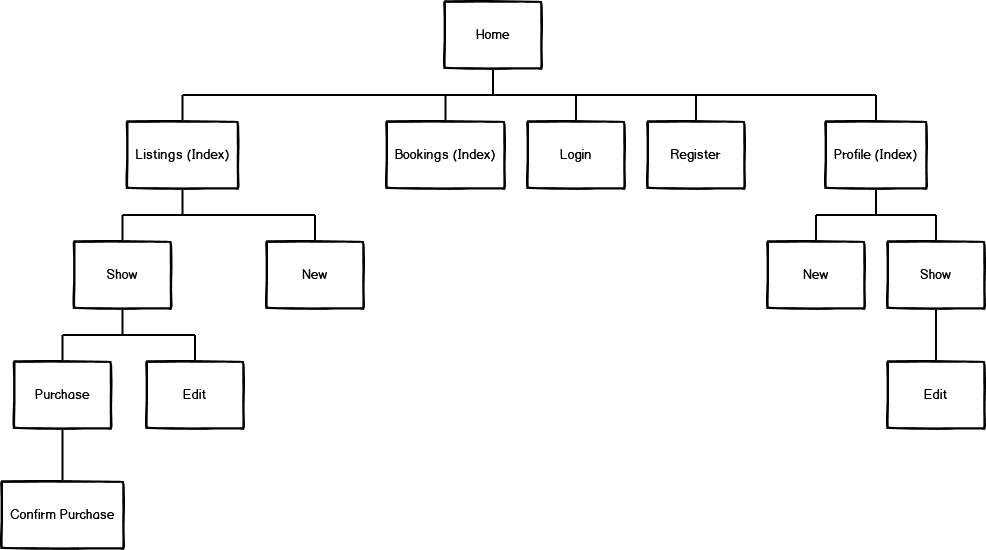 Home
Listings (Index)
Bookings (Index)
Login
Register
Profile (Index)
Show
New
New
Show
Purchase
Edit
Edit
Confirm Purchase